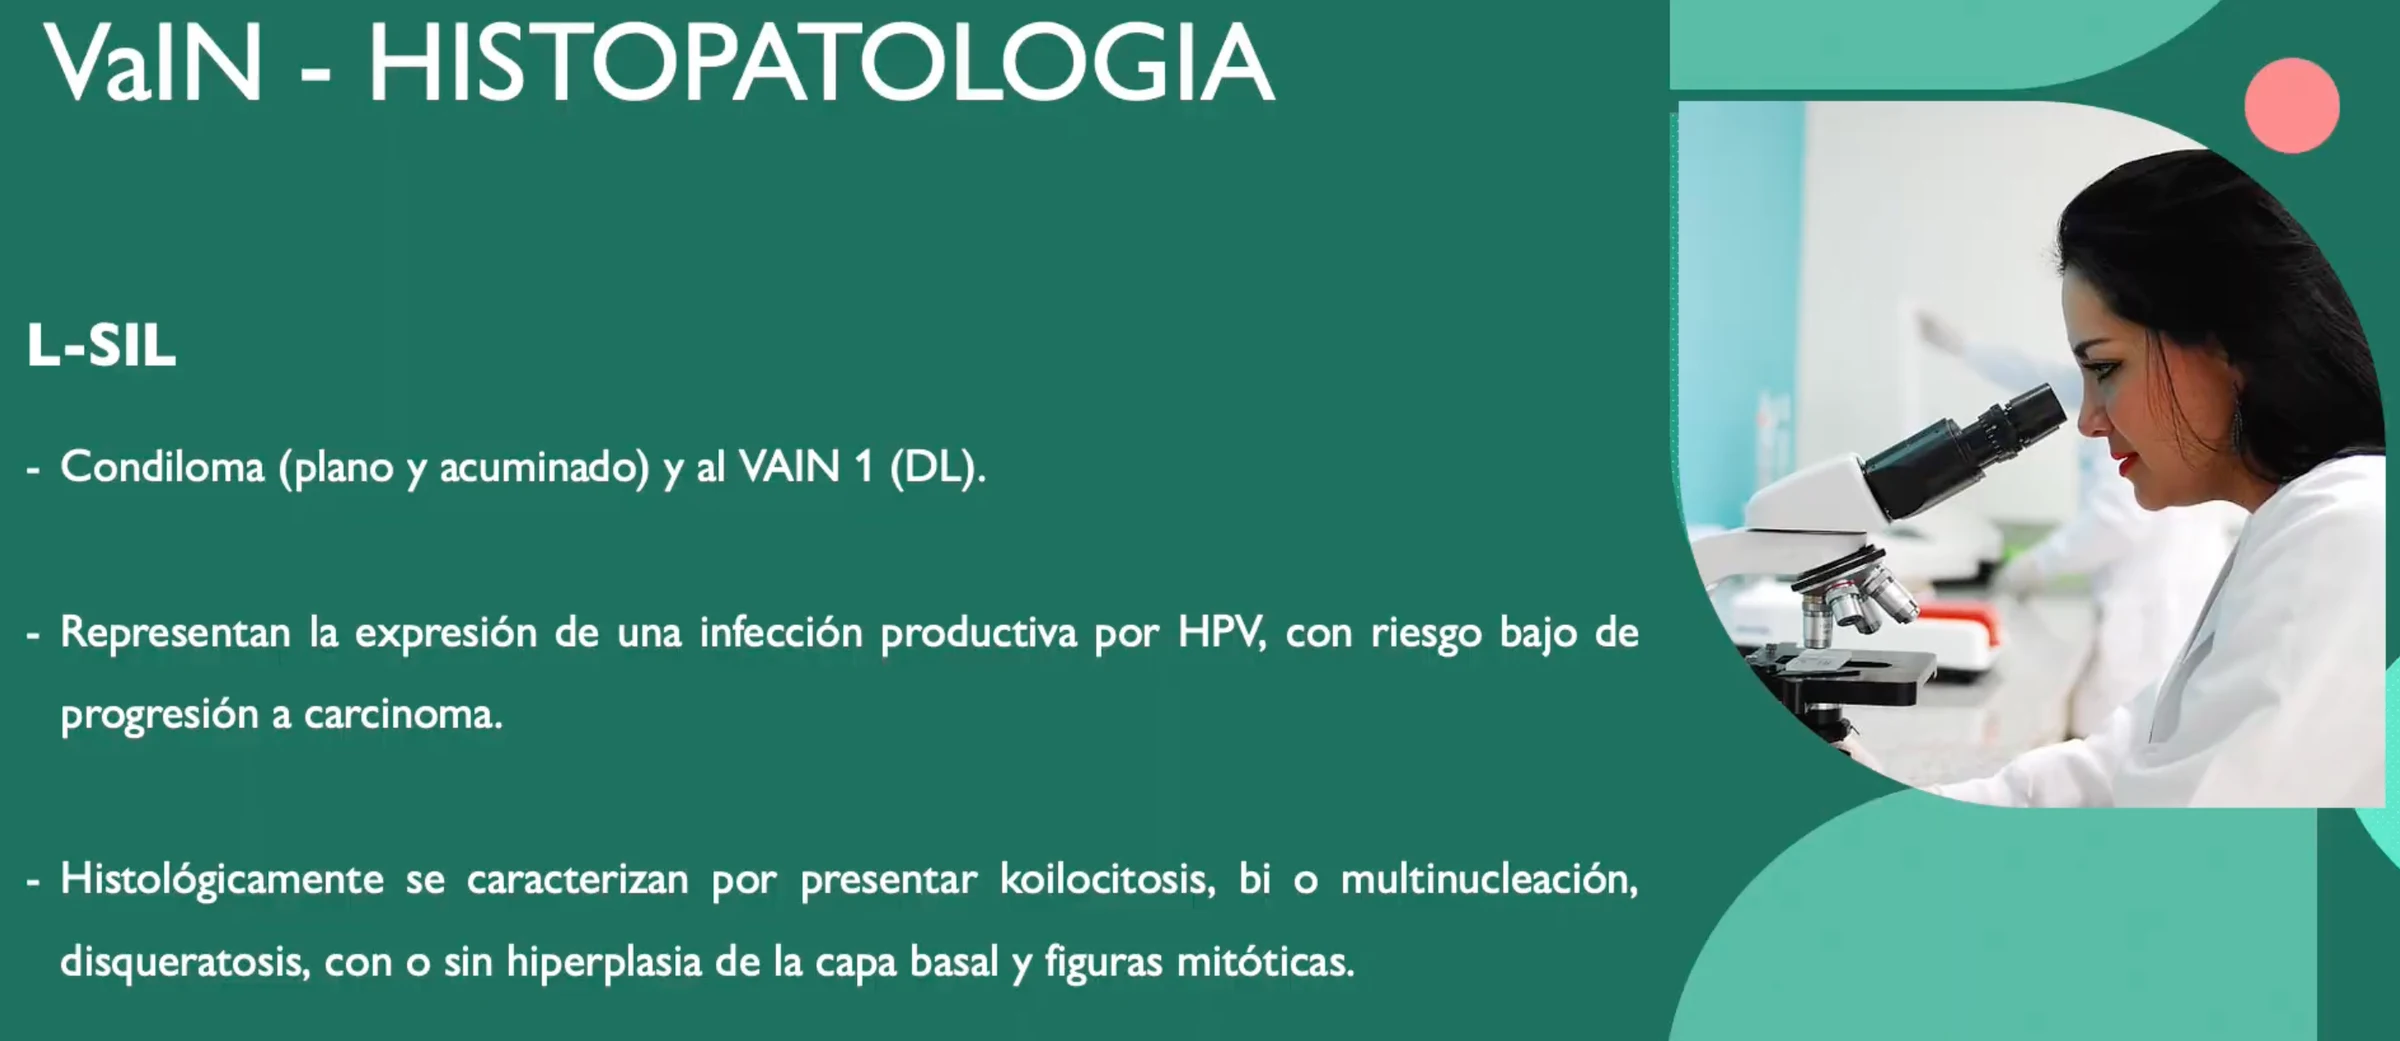 VaIN - HISTOPATOLOGIA
L-SIL
- Condiloma (plano y acuminado) y al VAIN 1 (DL).
- Representan la expresión de una infección productiva por HPV, con riesgo bajo de
progresión a carcinoma.
- Histológicamente se caracterizan por presentar koilocitosis, bi o multinucleación,
disqueratosis, con o sin hiperplasia de la capa basal y figuras mitóticas.